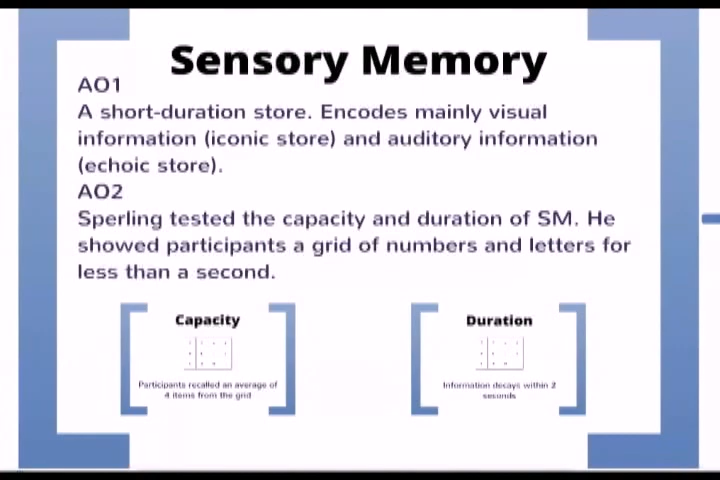 Sensory Memory
AO1
A short-duration store. Encodes mainly visual
information (iconic store) and auditory information
(echoic store).
AO2
Sperling tested the capacity and duration of SM. He
showed participants a grid of numbers and letters for
less than a second.
Capacity
Participants recalled an average of
4 items from the grid
Duration
Information decays within 2
seconds